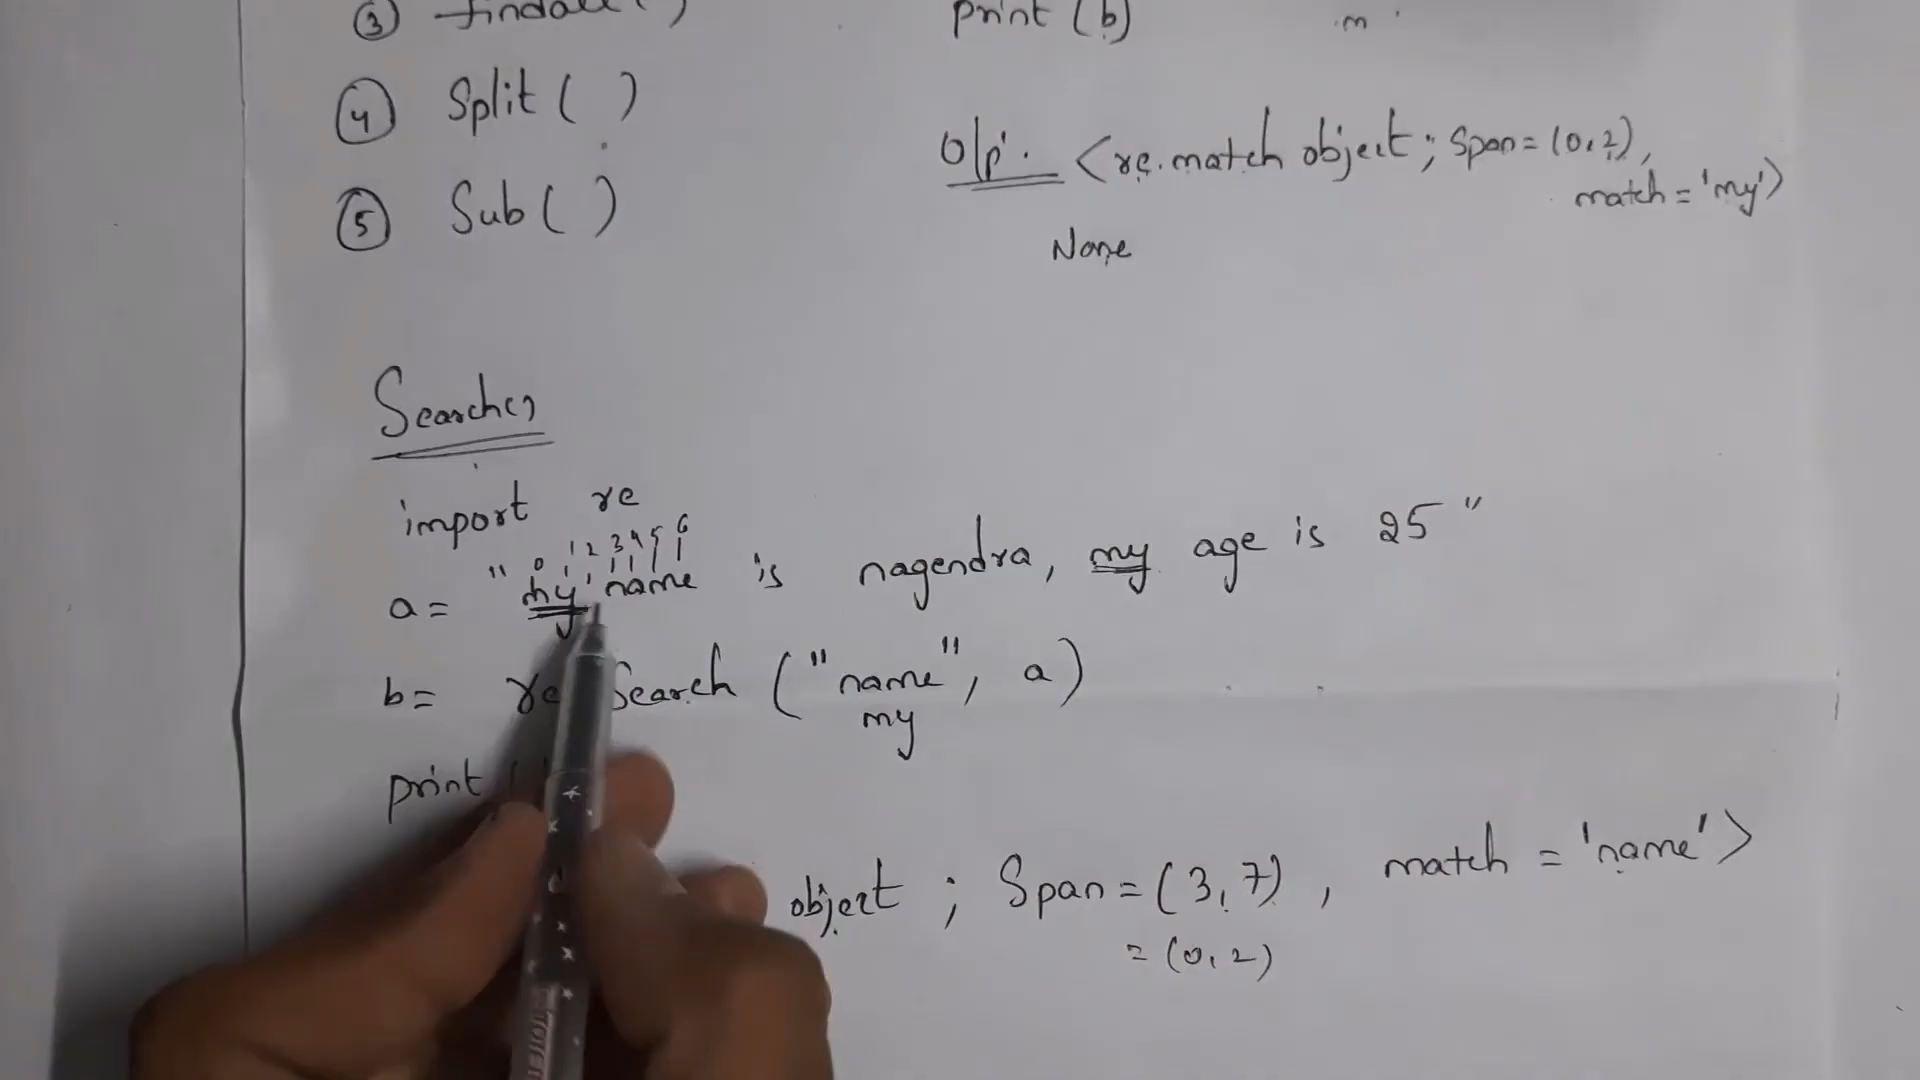 ③ findall( )
④ Split ( )
⑤ Sub ( )
print (b)
m
O/p: <re.match object; Span=(0,2),
match='my'>
None
Search()
import re
0 1 2 3 4 5 6
a= "my name is nagendra, my age is 25"
b= re Search ("name", a)
my
print
object ; Span=(3,7), match='name'>
=(0,2)